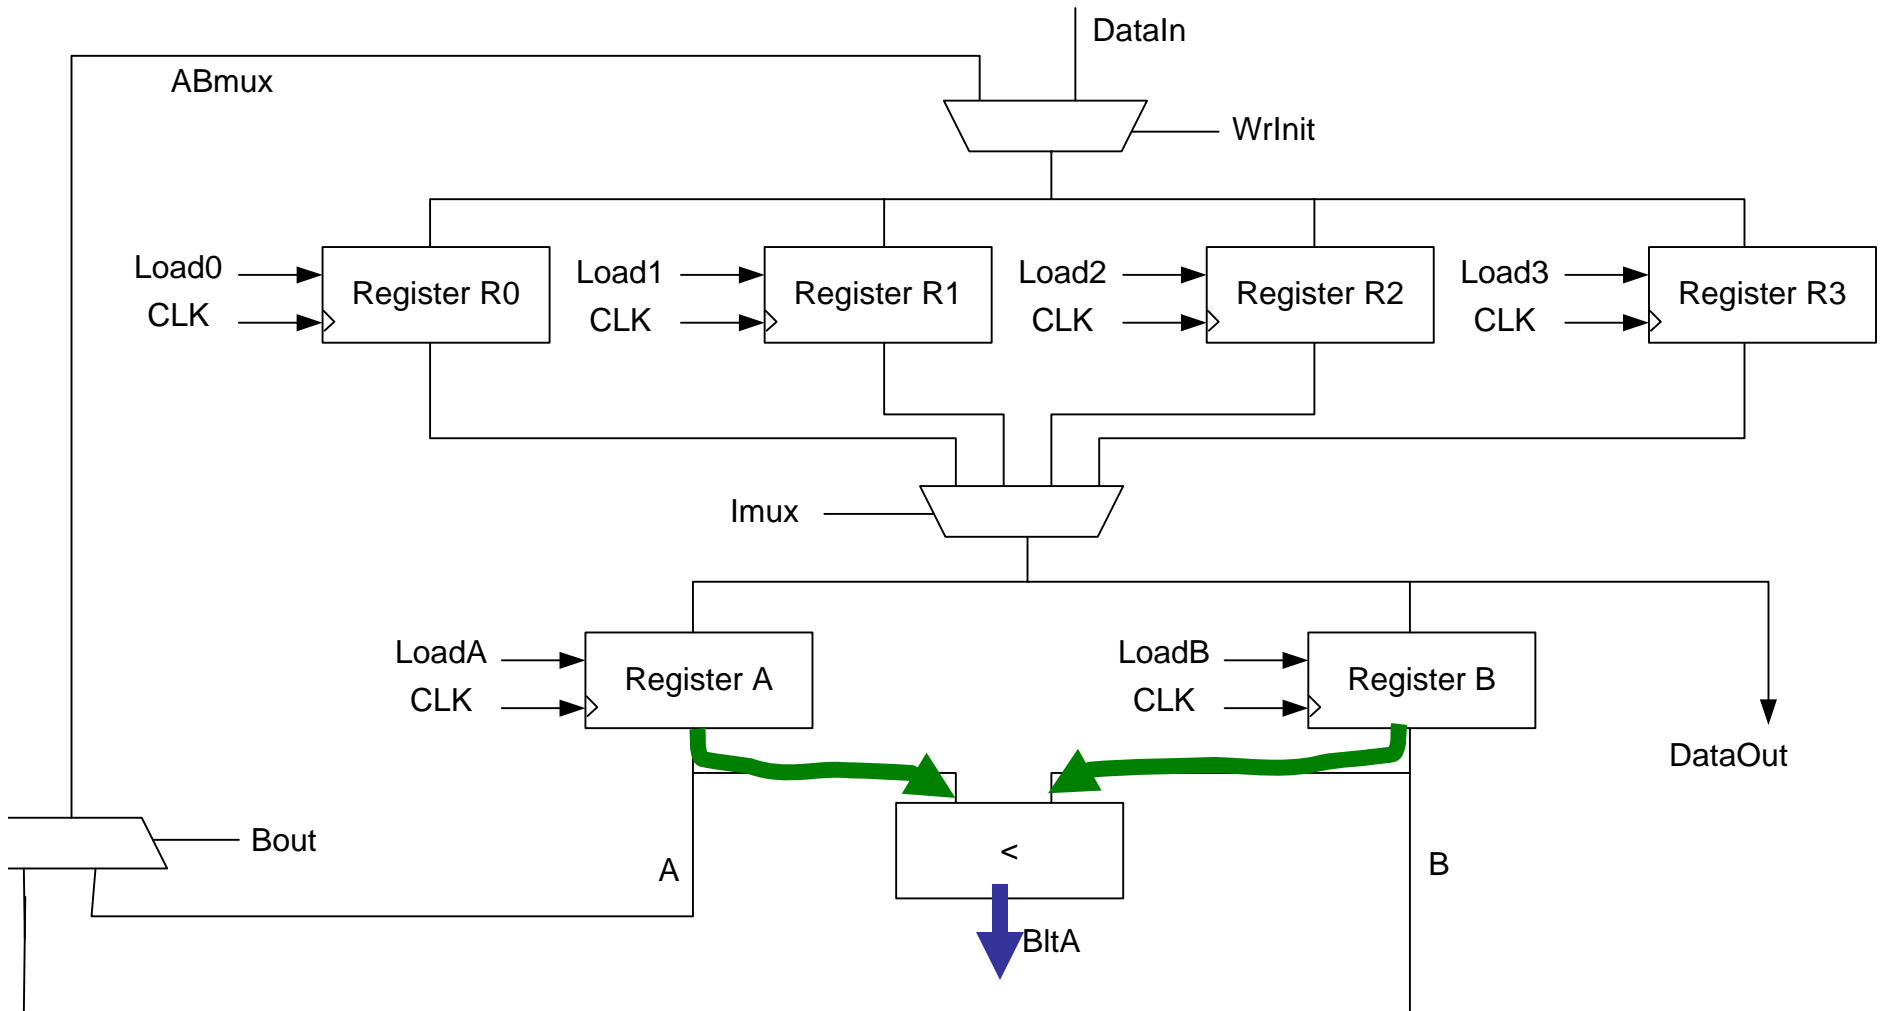 DataIn
ABmux
WrInit
Load0
CLK
Register R0
Load1
CLK
Register R1
Load2
CLK
Register R2
Load3
CLK
Register R3
Imux
LoadA
CLK
Register A
LoadB
CLK
Register B
DataOut
Bout
A
<
B
BltA